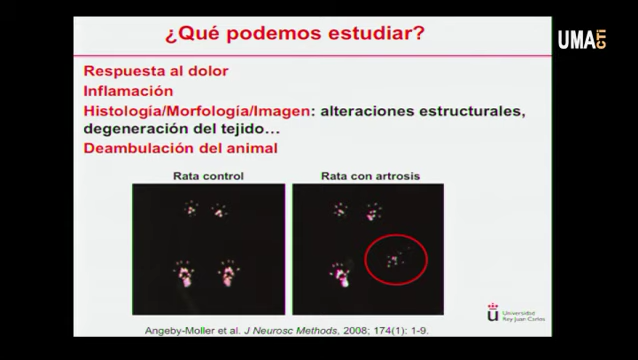 ¿Qué podemos estudiar?
UMA CTI
Respuesta al dolor
Inflamación
Histología/Morfología/Imagen: alteraciones estructurales,
degeneración del tejido…
Deambulación del animal
Rata control
Rata con artrosis
Universidad
Rey Juan Carlos
Angeby-Moller et al. J Neurosc Methods, 2008; 174(1): 1-9.